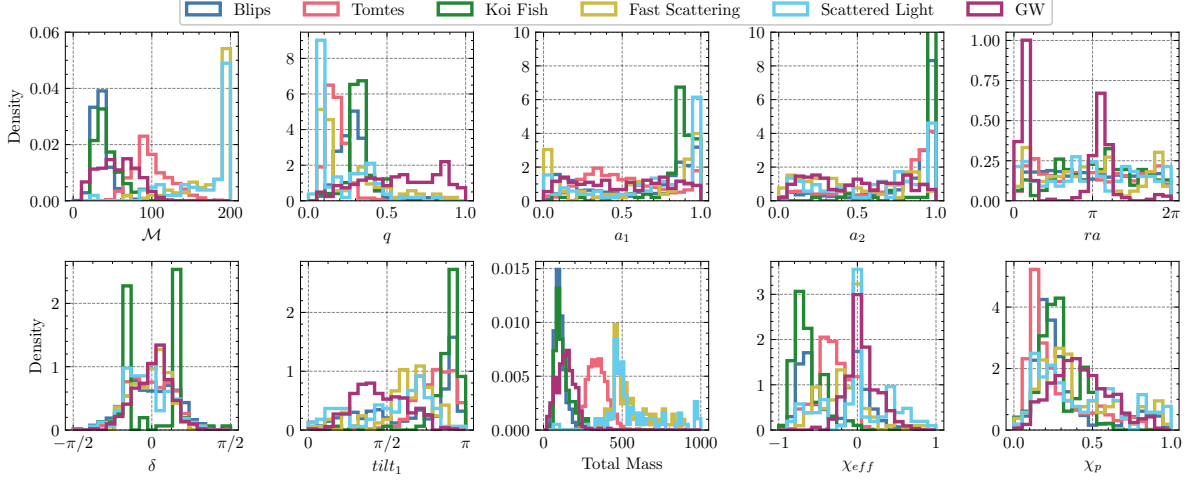 Blips Tomtes Koi Fish Fast Scattering Scattered Light GW
0.06
0.04
0.02
0.00
Density
0 100 200
ℳ
8
6
4
2
0
0.0 0.5 1.0
q
10
8
6
4
2
0
0.0 0.5 1.0
a₁
10
8
6
4
2
0
0.0 0.5 1.0
a₂
1.00
0.75
0.50
0.25
0.00
0 π 2π
ra
2
1
0
Density
−π/2 0 π/2
δ
2
1
0
0 π/2 π
tilt₁
0.015
0.010
0.005
0.000
0 500 1000
Total Mass
3
2
1
0
−1 0 1
χ_eff
4
2
0
0.0 0.5 1.0
χ_p